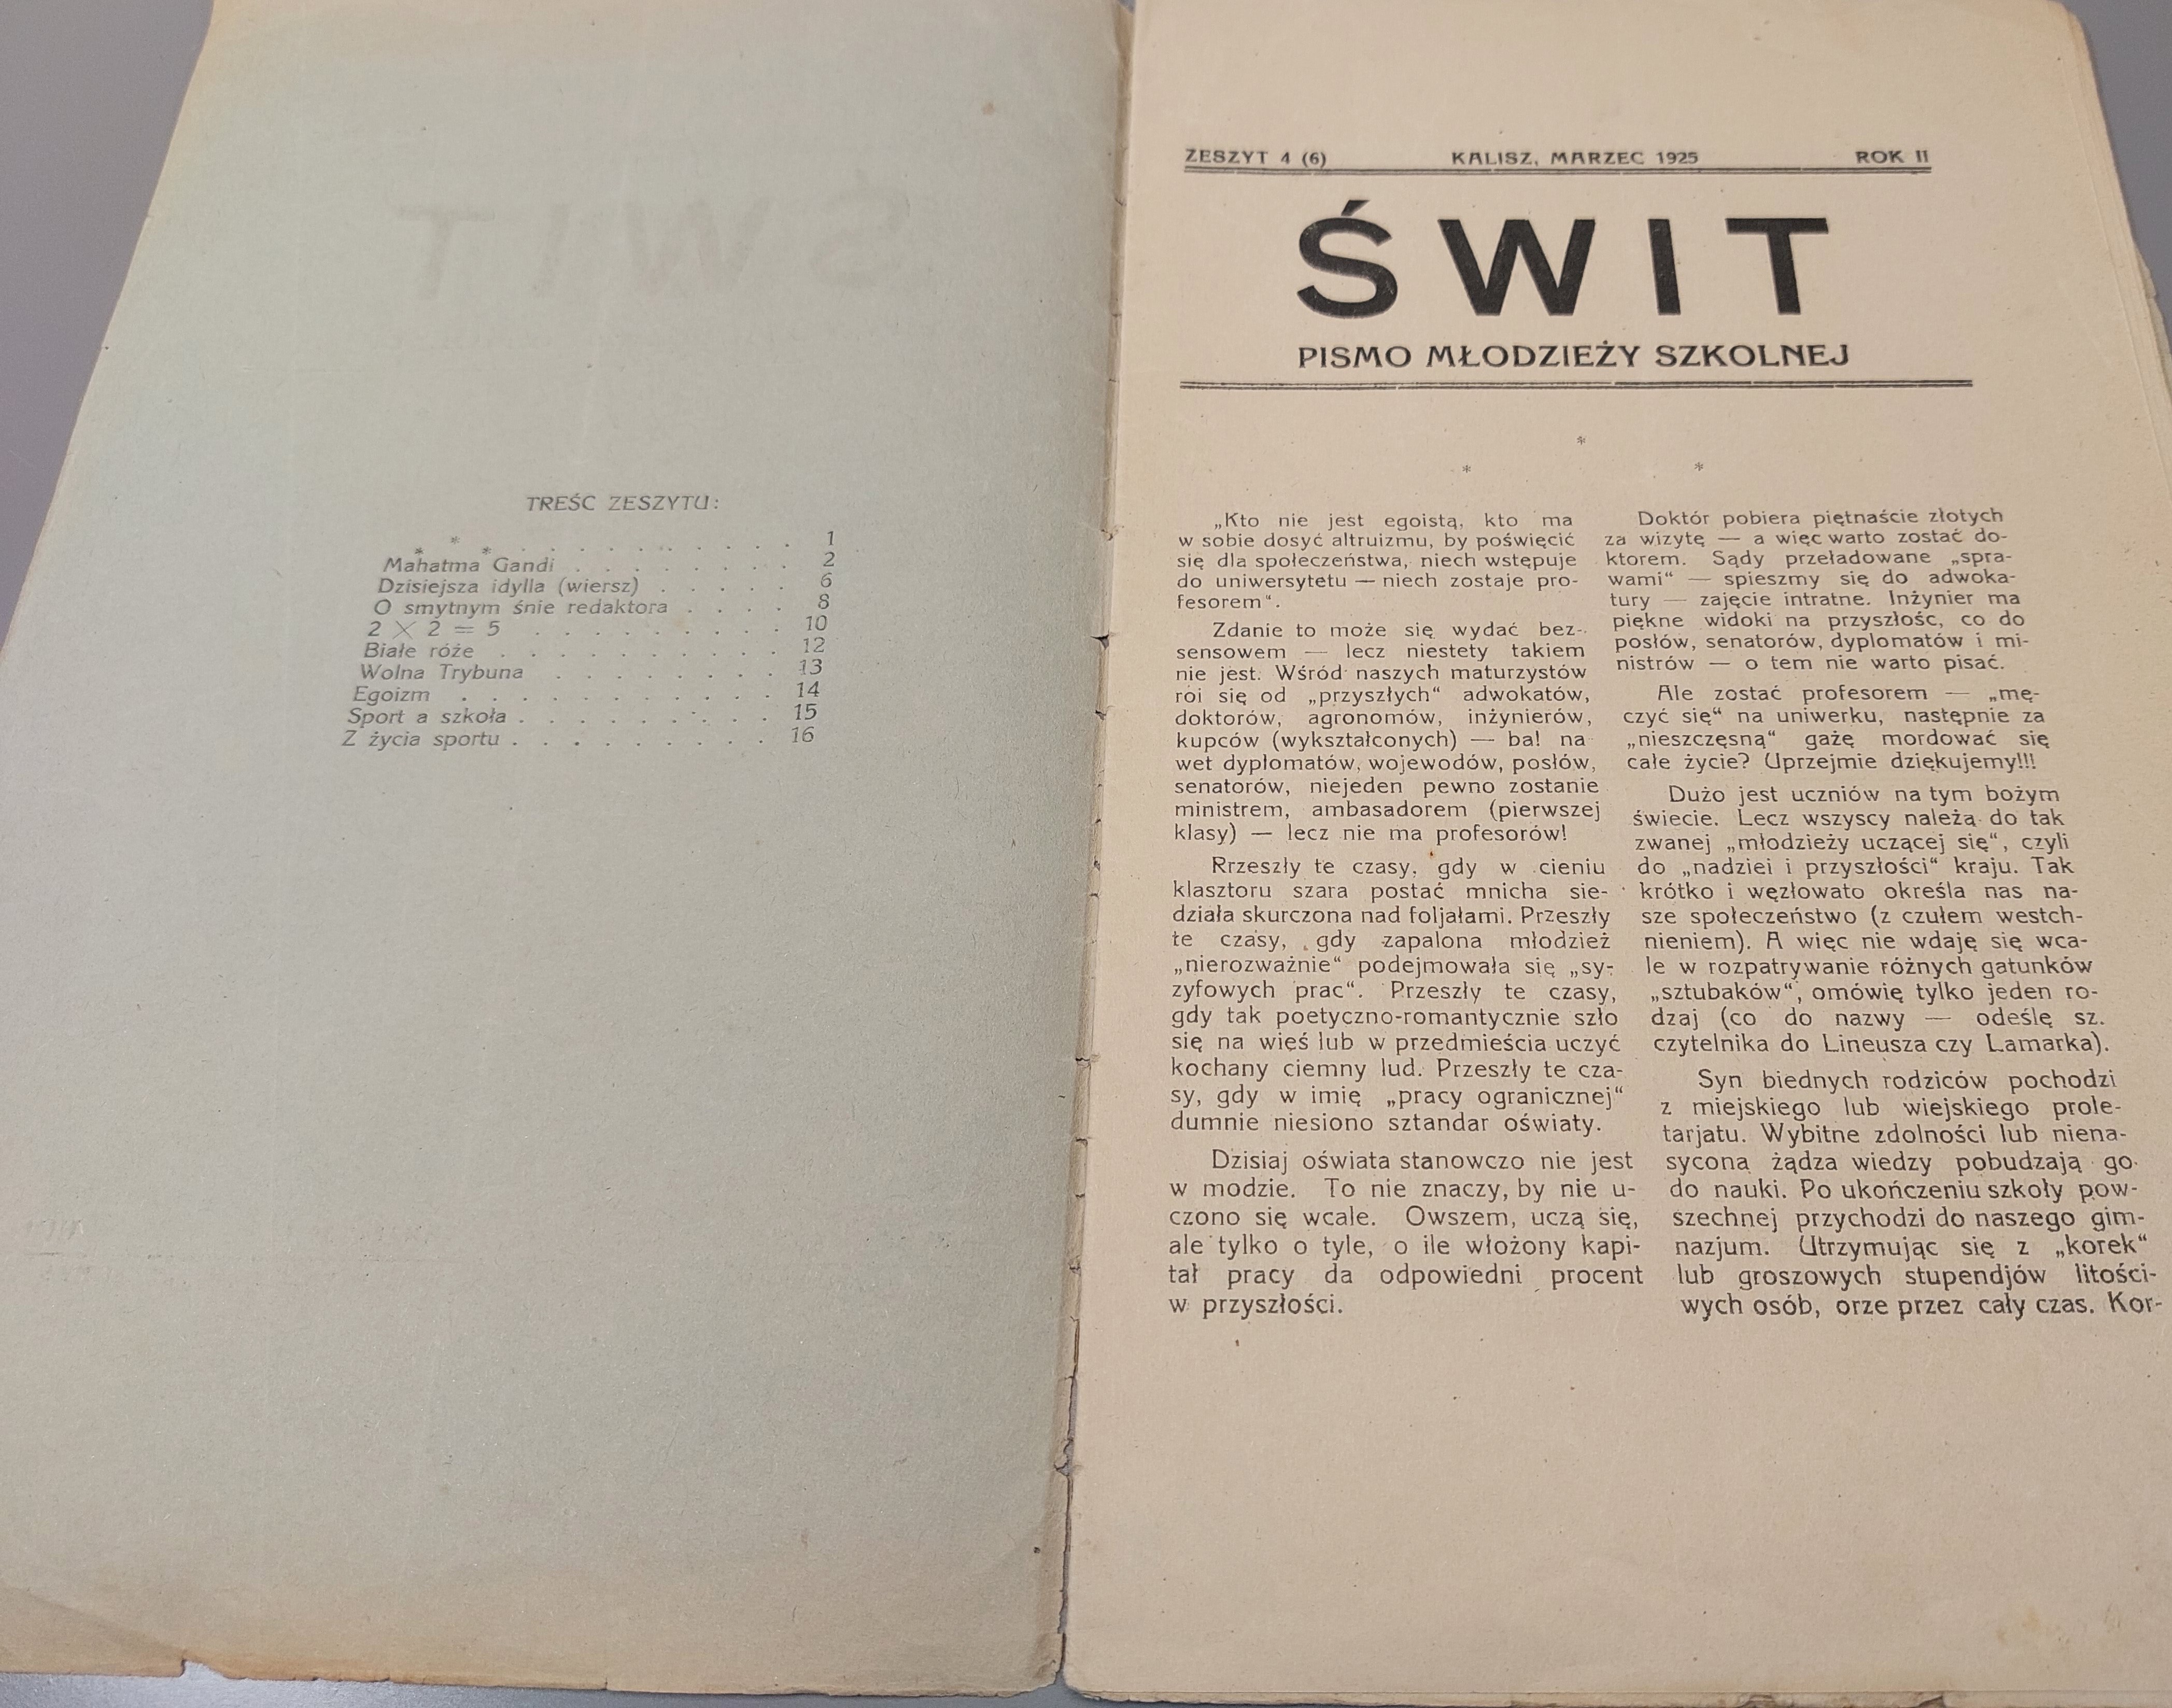 TREŚC ZESZYTU:
* * * . . . . . . . . . 1
Mahatma Gandi . . . . . . . . 2
Dzisiejsza idylla (wiersz) . . . . . 6
O smytnym śnie redaktora . . . . 8
2 × 2 = 5 . . . . . . . . . 10
Białe róże . . . . . . . . . . 12
Wolna Trybuna . . . . . . . . 13
Egoizm . . . . . . . . . . 14
Sport a szkoła . . . . . . . . . 15
Z życia sportu . . . . . . . . . 16
ZESZYT 4 (6) KALISZ, MARZEC 1925 ROK II
ŚWIT
PISMO MŁODZIEŻY SZKOLNEJ
*
* *
„Kto nie jest egoistą, kto ma
w sobie dosyć altruizmu, by poświęcić
się dla społeczeństwa, niech wstępuje
do uniwersytetu — niech zostaje pro-
fesorem“.
Zdanie to może się wydać bez-
sensowem — lecz niestety takiem
nie jest. Wśród naszych maturzystów
roi się od „przyszłych“ adwokatów,
doktorów, agronomów, inżynierów,
kupców (wykształconych) — ba! na
wet dyplomatów, wojewodów, posłów,
senatorów, niejeden pewno zostanie
ministrem, ambasadorem (pierwszej
klasy) — lecz nie ma profesorów!
Rrzeszły te czasy, gdy w cieniu
klasztoru szara postać mnicha sie-
działa skurczona nad foljałami. Przeszły
te czasy, gdy zapalona młodzież
„nierozważnie“ podejmowała się „sy-
zyfowych prac“. Przeszły te czasy,
gdy tak poetyczno-romantycznie szło
się na wieś lub w przedmieścia uczyć
kochany ciemny lud. Przeszły te cza-
sy, gdy w imię „pracy ogranicznej“
dumnie niesiono sztandar oświaty.
Dzisiaj oświata stanowczo nie jest
w modzie. To nie znaczy, by nie u-
czono się wcale. Owszem, uczą się,
ale tylko o tyle, o ile włożony kapi-
tał pracy da odpowiedni procent
w przyszłości.
Doktór pobiera piętnaście złotych
za wizytę — a więc warto zostać do-
ktorem. Sądy przeładowane „spra-
wami“ — spieszmy się do adwoka-
tury — zajęcie intratne. Inżynier ma
piękne widoki na przyszłośc, co do
posłów, senatorów, dyplomatów i mi-
nistrów — o tem nie warto pisać.
Ale zostać profesorem — „mę-
czyć się“ na uniwerku, następnie za
„nieszczęsną“ gażę mordować się
całe życie? Uprzejmie dziękujemy!!!
Dużo jest uczniów na tym bożym
świecie. Lecz wszyscy należą do tak
zwanej „młodzieży uczącej się“, czyli
do „nadziei i przyszłości“ kraju. Tak
krótko i węzłowato określa nas na-
sze społeczeństwo (z czułem westch-
nieniem). A więc nie wdaję się wca-
le w rozpatrywanie różnych gatunków
„sztubaków“, omówię tylko jeden ro-
dzaj (co do nazwy — odeślę sz.
czytelnika do Lineusza czy Lamarka).
Syn biednych rodziców pochodzi
z miejskiego lub wiejskiego prole-
tarjatu. Wybitne zdolności lub niena-
sycona żądza wiedzy pobudzają go
do nauki. Po ukończeniu szkoły pow-
szechnej przychodzi do naszego gim-
nazjum. Utrzymując się z „korek“
lub groszowych stupendjów litości-
wych osób, orze przez cały czas. Kor-